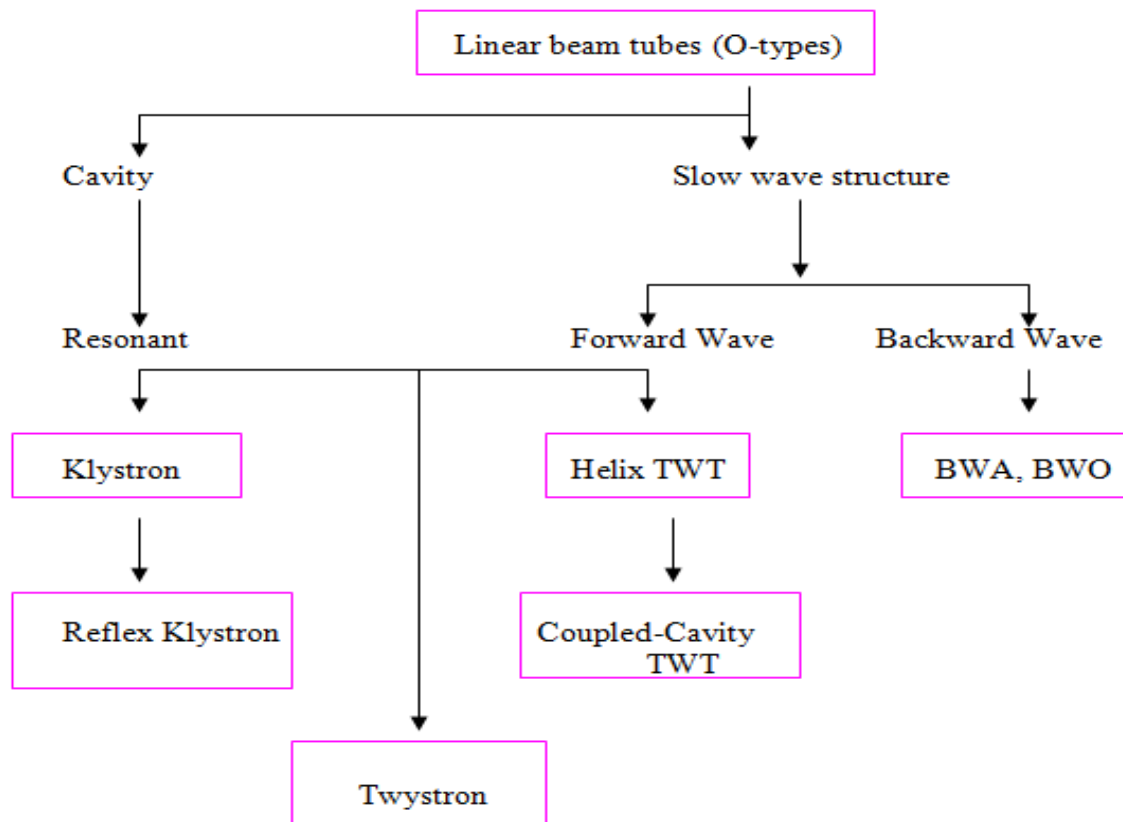 Linear beam tubes (O-types)
Cavity
Slow wave structure
Resonant
Forward Wave
Backward Wave
Klystron
Helix TWT
BWA, BWO
Reflex Klystron
Coupled-Cavity
TWT
Twystron